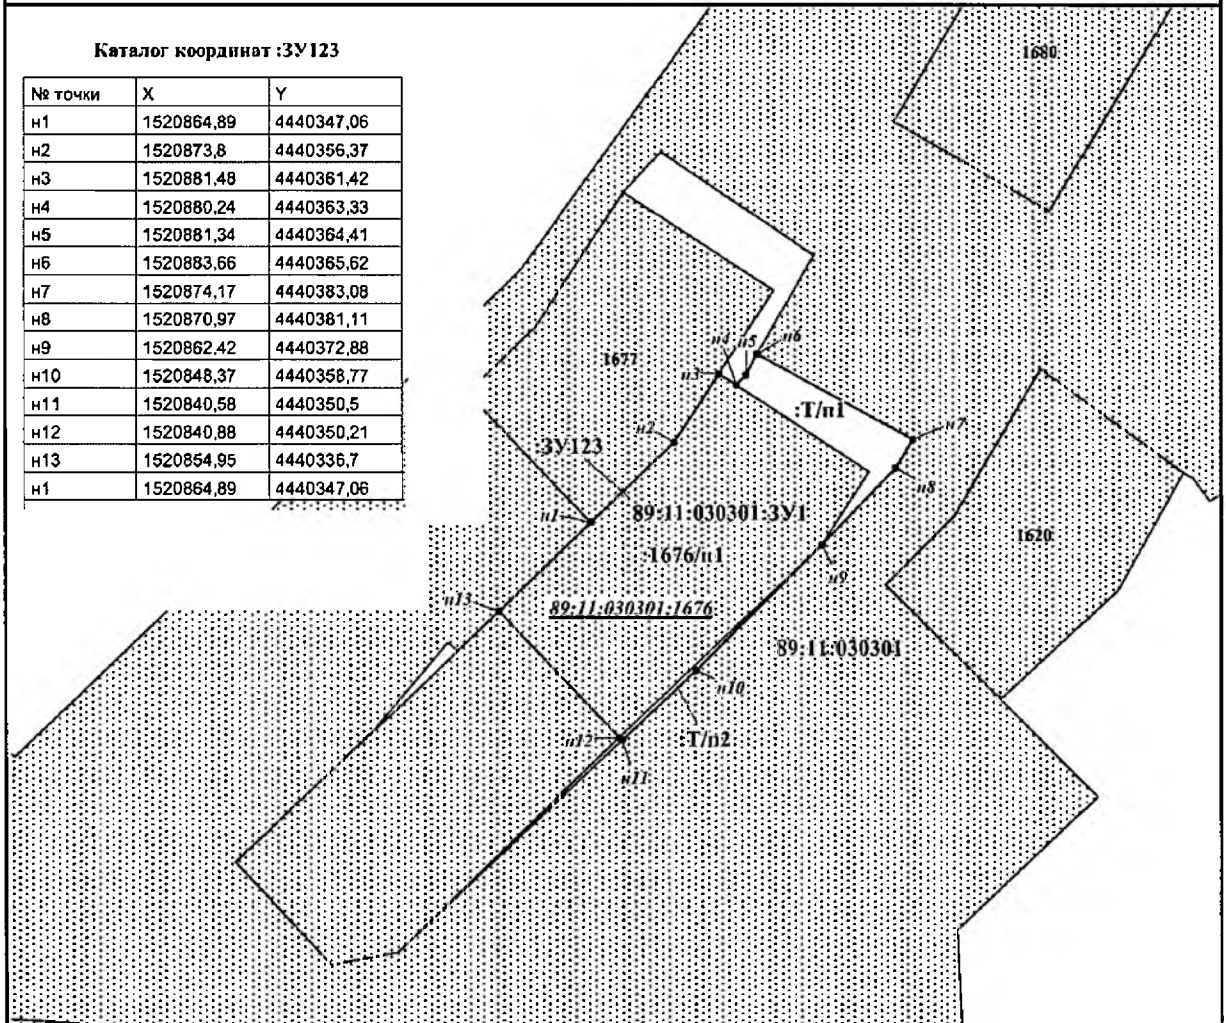 Каталог координат :ЗУ123
№ точки X Y
н1 1520864,89 4440347,06
н2 1520873,8 4440356,37
н3 1520881,48 4440361,42
н4 1520880,24 4440363,33
н5 1520881,34 4440364,41
н6 1520883,66 4440365,62
н7 1520874,17 4440383,08
н8 1520870,97 4440381,11
н9 1520862,42 4440372,88
н10 1520848,37 4440358,77
н11 1520840,58 4440350,5
н12 1520840,88 4440350,21
н13 1520854,95 4440336,7
н1 1520864,89 4440347,06
1680
1677
н4
н5
н6
н3
:Т/п1
н7
н2
:ЗУ123
н8
н1
89:11:030301:ЗУ1
1620
:1676/п1
н9
н13
89:11:030301:1676
89:11:030301
н10
н12
:Т/п2
н11